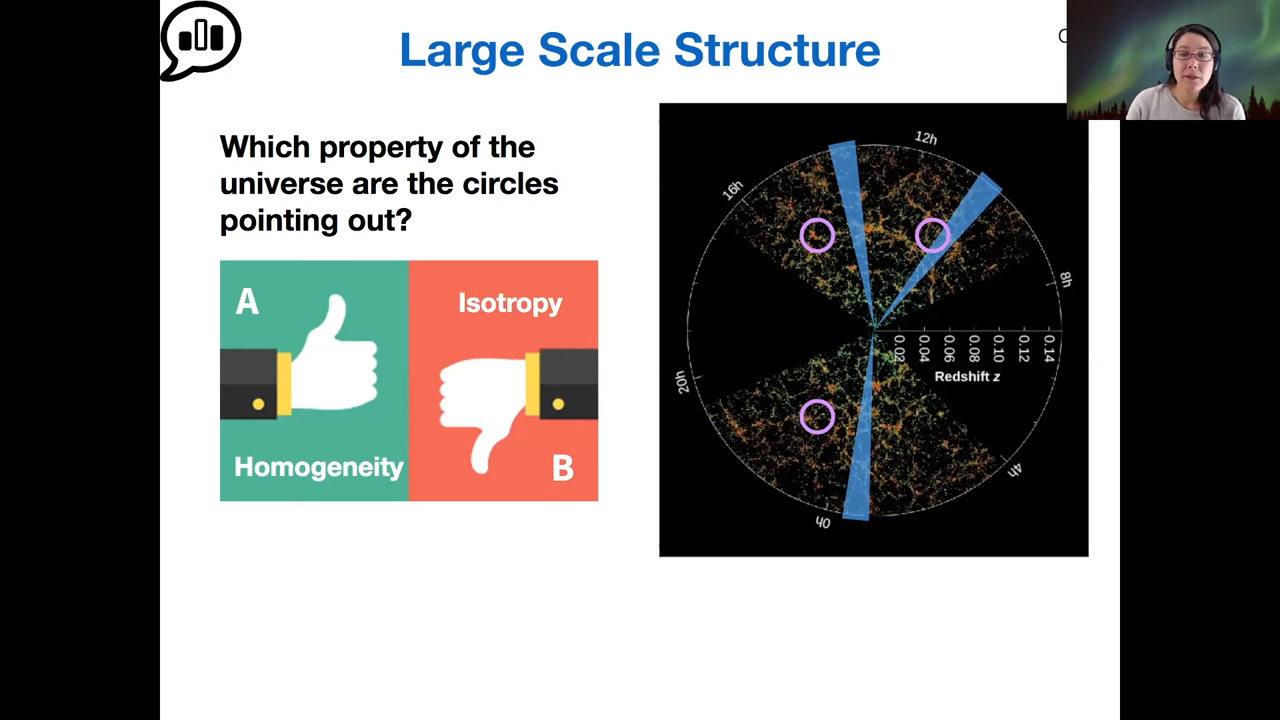 Large Scale Structure
Which property of the
universe are the circles
pointing out?
A
Isotropy
Homogeneity
B
12h
16h
8h
20h
4h
0h
0.02
0.04
0.06
0.08
0.10
0.12
0.14
Redshift z